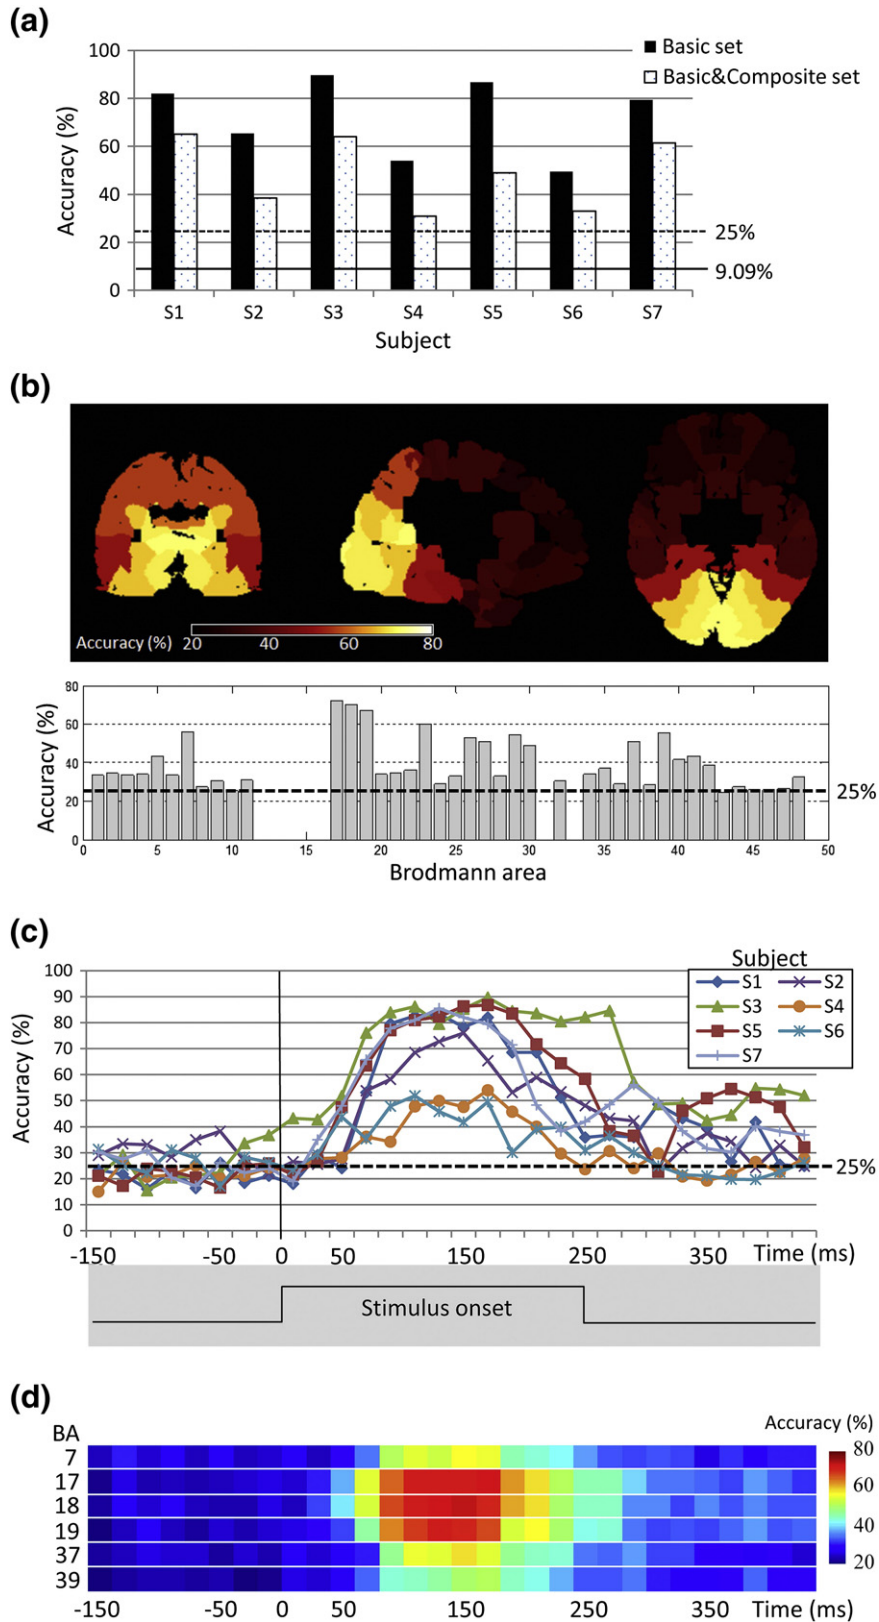 (a)
Basic set
Basic&Composite set
Accuracy (%)
100
80
60
40
20
0
25%
9.09%
S1 S2 S3 S4 S5 S6 S7
Subject
(b)
Accuracy (%) 20 40 60 80
Accuracy (%)
80
60
40
20
0
25%
0 5 10 15 20 25 30 35 40 45 50
Brodmann area
(c)
Subject
S1 S2
S3 S4
S5 S6
S7
Accuracy (%)
100
90
80
70
60
50
40
30
20
10
0
25%
-150 -50 0 50 150 250 350 Time (ms)
Stimulus onset
(d)
BA
7
17
18
19
37
39
Accuracy (%)
80
60
40
20
-150 -50 0 50 150 250 350 Time (ms)